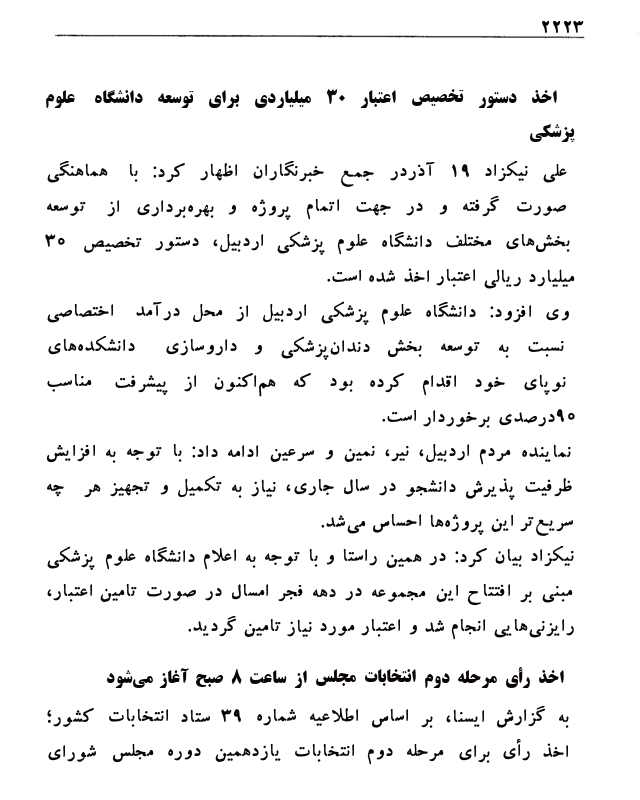 ۲۲۲۳
اخذ دستور تخصیص اعتبار ۳۰ میلیاردی برای توسعه دانشگاه علوم
پزشکی
علی نیکزاد ۱۹ آذردر جمع خبرنگاران اظهار کرد: با هماهنگی
صورت گرفته و در جهت اتمام پروژه و بهره‌برداری از توسعه
بخش‌های مختلف دانشگاه علوم پزشکی اردبیل، دستور تخصیص ۳۰
میلیارد ریالی اعتبار اخذ شده است.
وی افزود: دانشگاه علوم پزشکی اردبیل از محل درآمد اختصاصی
نسبت به توسعه بخش دندان‌پزشکی و داروسازی دانشکده‌های
نوپای خود اقدام کرده بود که هم‌اکنون از پیشرفت مناسب
۹۰درصدی برخوردار است.
نماینده مردم اردبیل، نیر، نمین و سرعین ادامه داد: با توجه به افزایش
ظرفیت پذیرش دانشجو در سال جاری، نیاز به تکمیل و تجهیز هر چه
سریع‌تر این پروژه‌ها احساس می‌شد.
نیکزاد بیان کرد: در همین راستا و با توجه به اعلام دانشگاه علوم پزشکی
مبنی بر افتتاح این مجموعه در دهه فجر امسال در صورت تامین اعتبار،
رایزنی‌هایی انجام شد و اعتبار مورد نیاز تامین گردید.
اخذ رأی مرحله دوم انتخابات مجلس از ساعت ۸ صبح آغاز می‌شود
به گزارش ایسنا، بر اساس اطلاعیه شماره ۳۹ ستاد انتخابات کشور؛
اخذ رأی برای مرحله دوم انتخابات یازدهمین دوره مجلس شورای